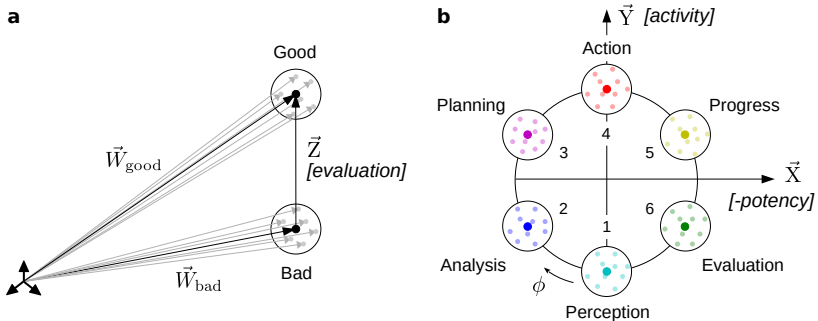 a
Good
W⃗good
Z⃗
[evaluation]
W⃗bad
Bad
b
Y⃗ [activity]
Action
Planning
Progress
4
3
5
X⃗
[-potency]
2
6
1
Analysis
Evaluation
ϕ
Perception